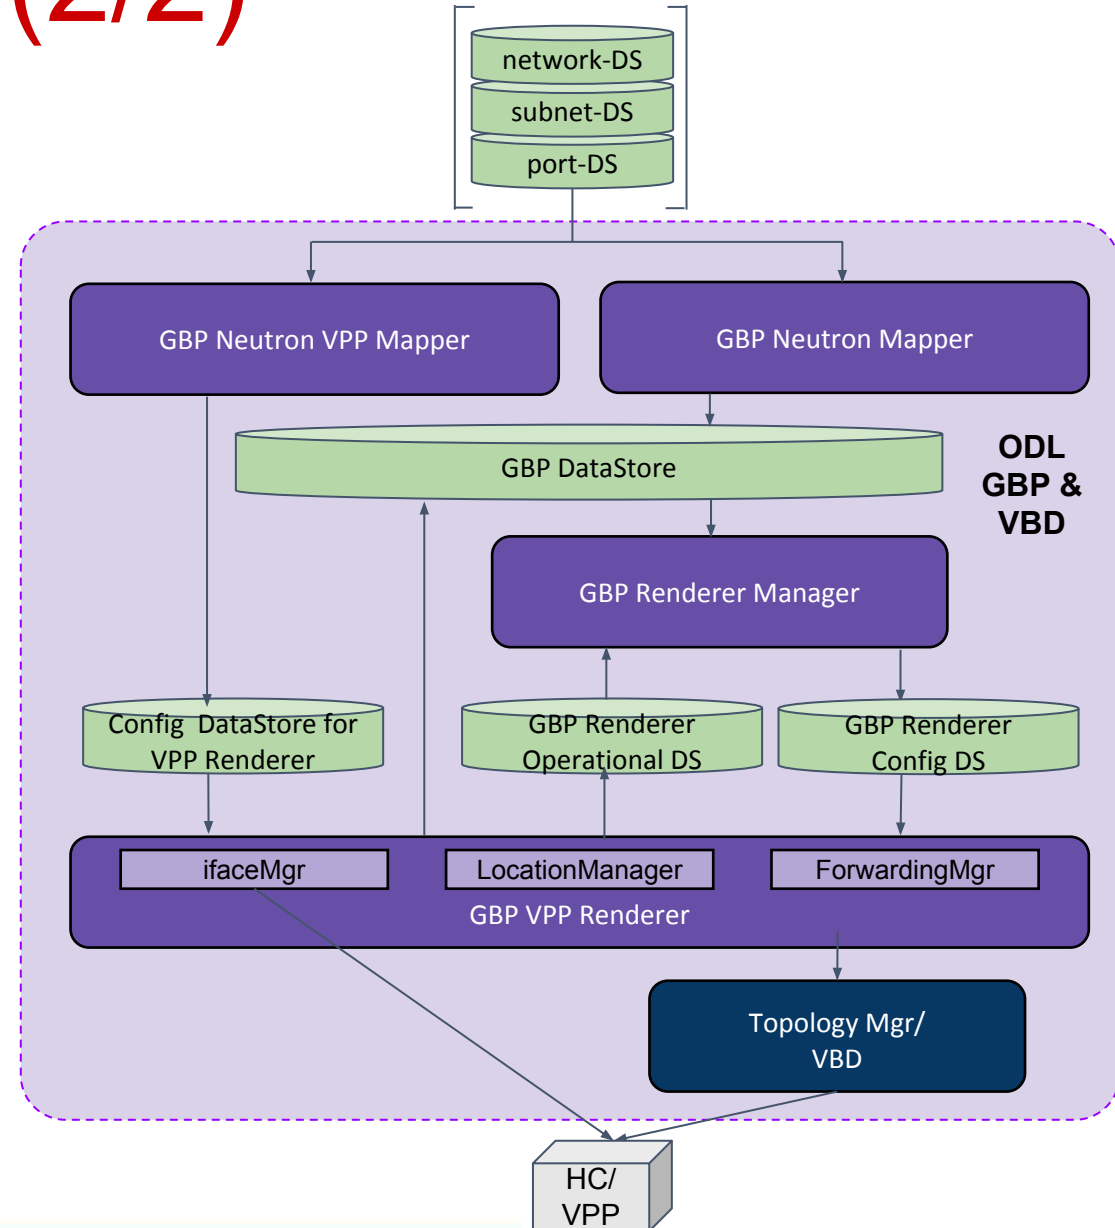 (2/2)
network-DS
subnet-DS
port-DS
GBP Neutron VPP Mapper
GBP Neutron Mapper
GBP DataStore
ODL
GBP &
VBD
GBP Renderer Manager
Config DataStore for
VPP Renderer
GBP Renderer
Operational DS
GBP Renderer
Config DS
ifaceMgr
LocationManager
ForwardingMgr
GBP VPP Renderer
Topology Mgr/
VBD
HC/
VPP